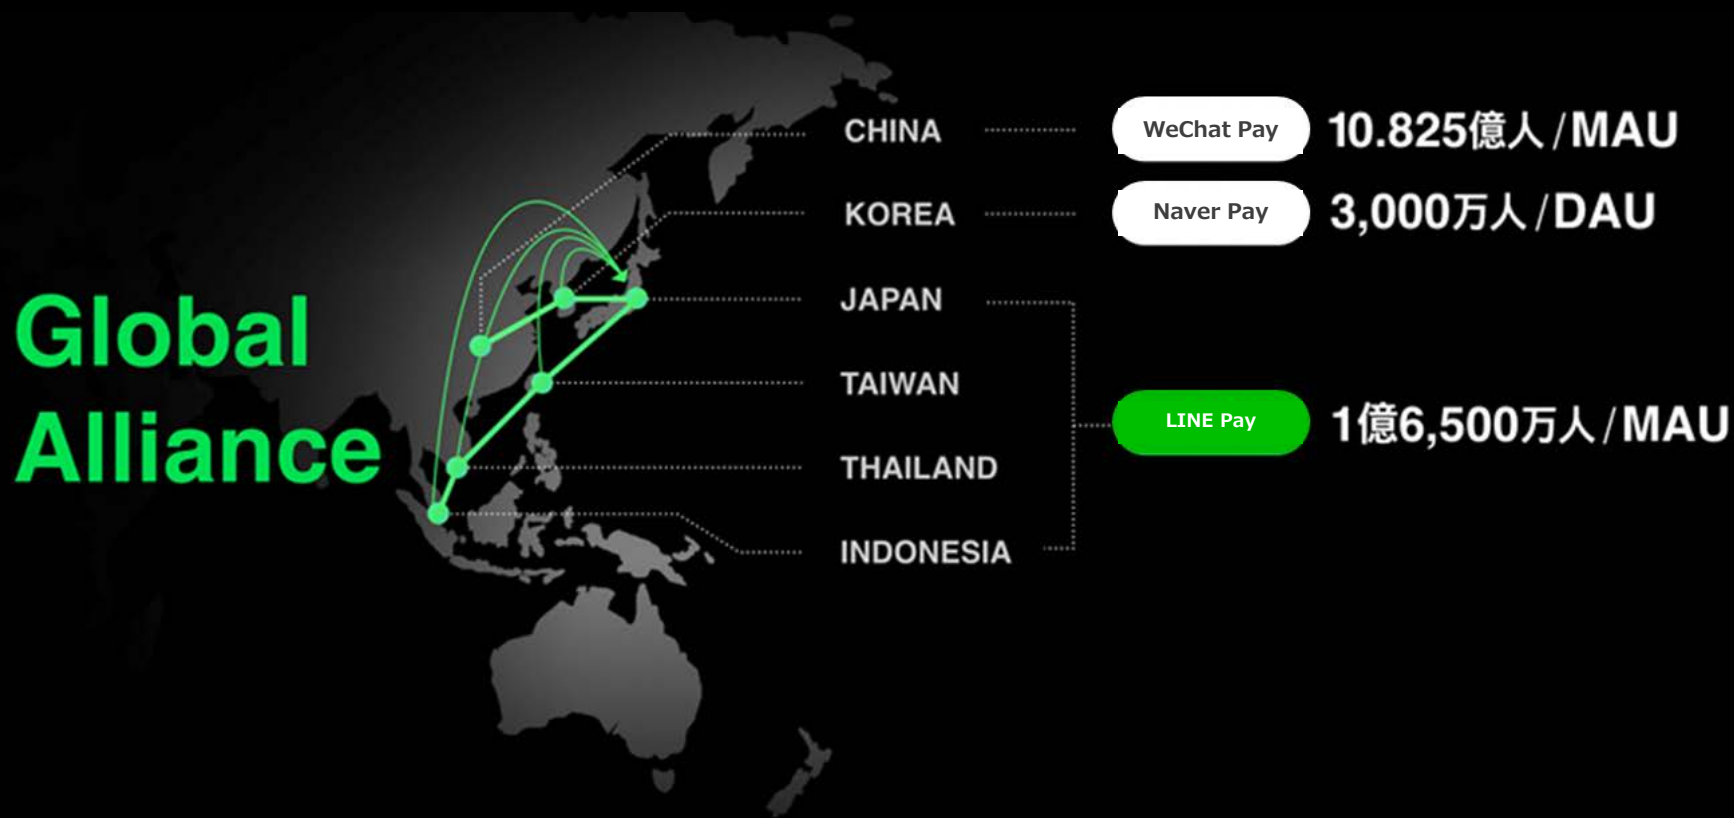 Global
Alliance
CHINA
WeChat Pay
10.825億人/MAU
KOREA
Naver Pay
3,000万人/DAU
JAPAN
TAIWAN
THAILAND
INDONESIA
LINE Pay
1億6,500万人/MAU